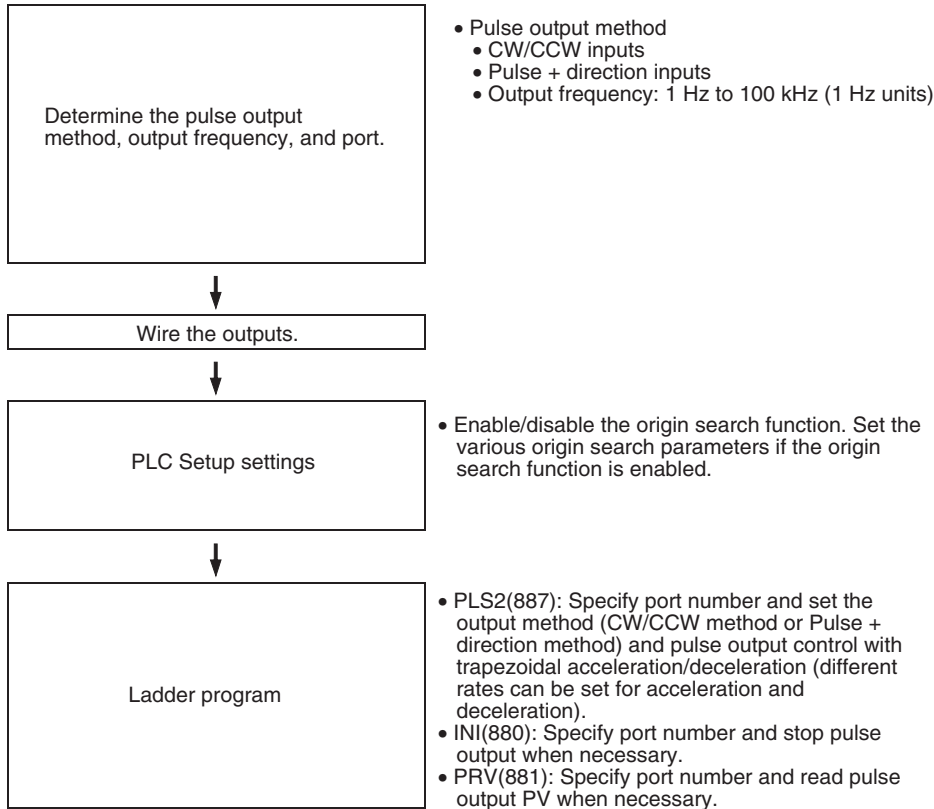 Determine the pulse output
method, output frequency, and port.
• Pulse output method
• CW/CCW inputs
• Pulse + direction inputs
• Output frequency: 1 Hz to 100 kHz (1 Hz units)
Wire the outputs.
PLC Setup settings
• Enable/disable the origin search function. Set the
various origin search parameters if the origin
search function is enabled.
Ladder program
• PLS2(887): Specify port number and set the
output method (CW/CCW method or Pulse +
direction method) and pulse output control with
trapezoidal acceleration/deceleration (different
rates can be set for acceleration and
deceleration).
• INI(880): Specify port number and stop pulse
output when necessary.
• PRV(881): Specify port number and read pulse
output PV when necessary.